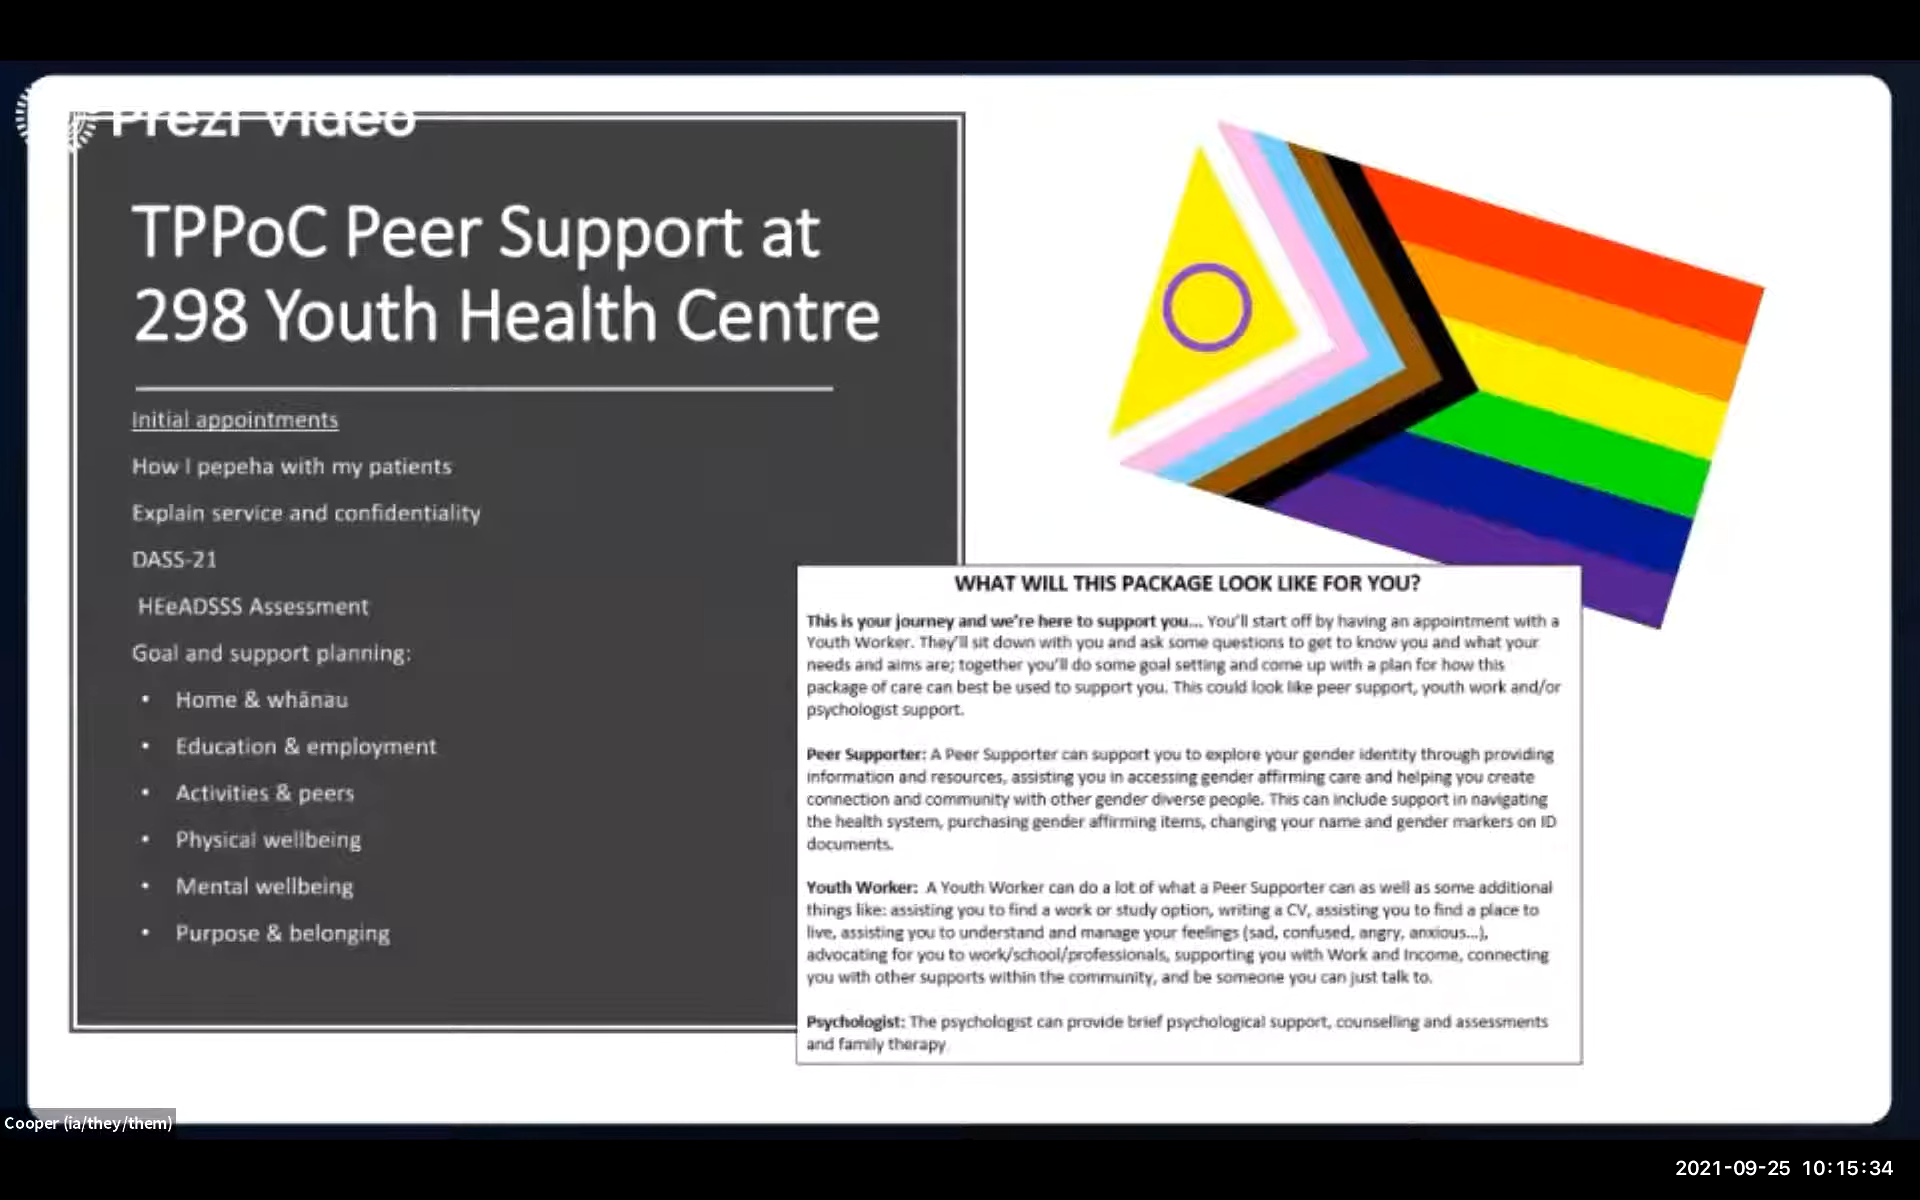 Prezi Video
TPPoC Peer Support at
298 Youth Health Centre
Initial appointments
How I pepeha with my patients
Explain service and confidentiality
DASS-21
HEeADSSS Assessment
Goal and support planning:
• Home & whānau
• Education & employment
• Activities & peers
• Physical wellbeing
• Mental wellbeing
• Purpose & belonging
WHAT WILL THIS PACKAGE LOOK LIKE FOR YOU?
This is your journey and we're here to support you... You'll start off by having an appointment with a
Youth Worker. They'll sit down with you and ask some questions to get to know you and what your
needs and aims are; together you'll do some goal setting and come up with a plan for how this
package of care can best be used to support you. This could look like peer support, youth work and/or
psychologist support.
Peer Supporter: A Peer Supporter can support you to explore your gender identity through providing
information and resources, assisting you in accessing gender affirming care and helping you create
connection and community with other gender diverse people. This can include support in navigating
the health system, purchasing gender affirming items, changing your name and gender markers on ID
documents.
Youth Worker: A Youth Worker can do a lot of what a Peer Supporter can as well as some additional
things like: assisting you to find a work or study option, writing a CV, assisting you to find a place to
live, assisting you to understand and manage your feelings (sad, confused, angry, anxious...),
advocating for you to work/school/professionals, supporting you with Work and Income, connecting
you with other supports within the community, and be someone you can just talk to.
Psychologist: The psychologist can provide brief psychological support, counselling and assessments
and family therapy
Cooper (ia/they/them)
2021-09-25 10:15:34